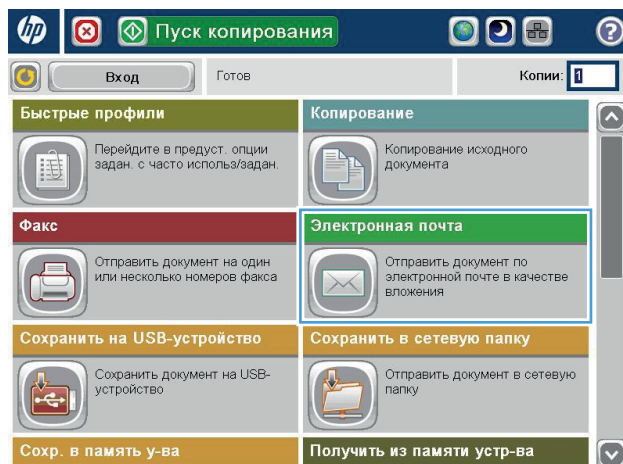 hp
Пуск копирования
?
Вход
Готов
Копии: 1
Быстрые профили
Перейдите в предуст. опции
задан. с часто использ/задан.
Копирование
Копирование исходного
документа
Факс
Отправить документ на один
или несколько номеров факса
Электронная почта
Отправить документ по
электронной почте в качестве
вложения
Сохранить на USB-устройство
Сохранить документ на USB-
устройство
Сохранить в сетевую папку
Отправить документ в сетевую
папку
Сохр. в память у-ва
Получить из памяти устр-ва